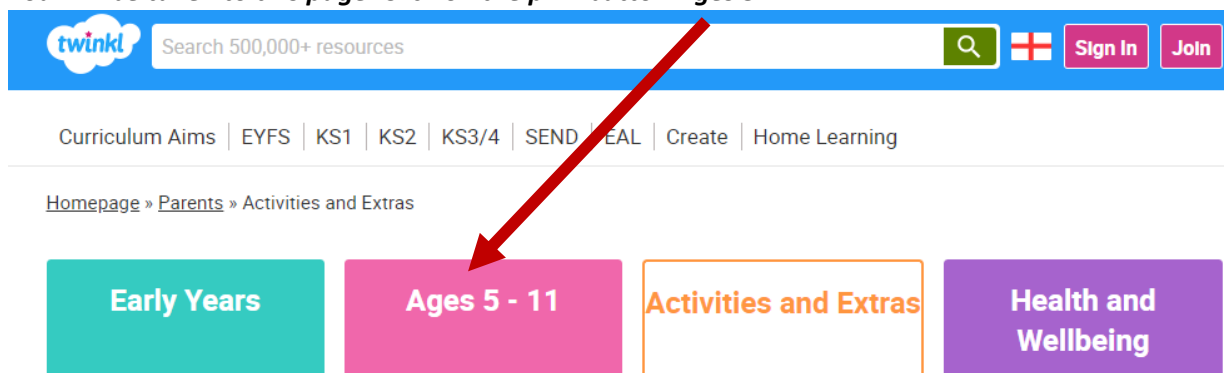 twinkl Search 500,000+ resources Sign In Join
Curriculum Aims EYFS KS1 KS2 KS3/4 SEND EAL Create Home Learning
Homepage » Parents » Activities and Extras
Early Years Ages 5 - 11 Activities and Extras Health and
Wellbeing